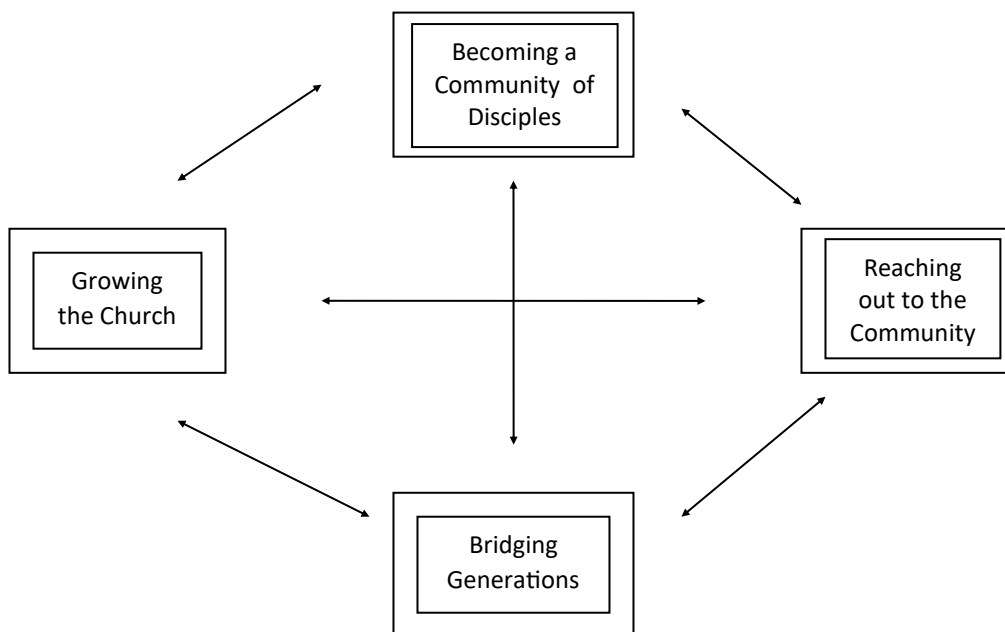 Becoming a
Community of
Disciples
Growing
the Church
Reaching
out to the
Community
Bridging
Generations